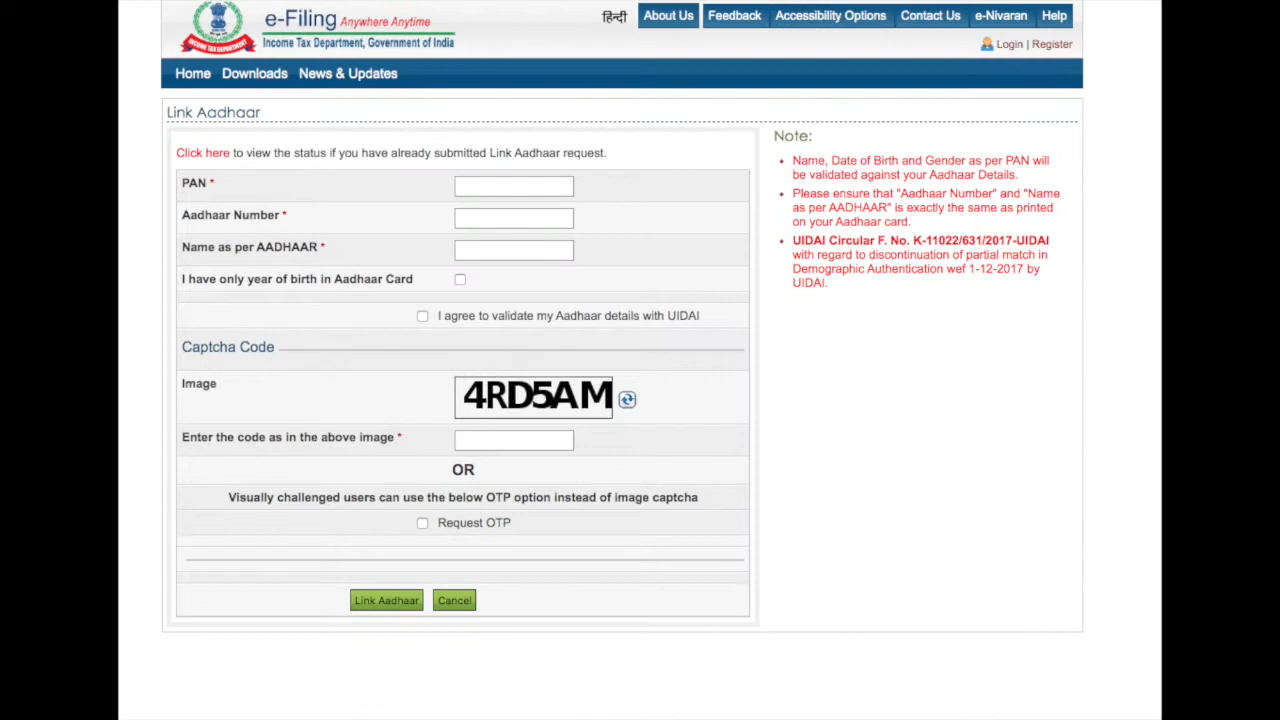 e-Filing Anywhere Anytime
Income Tax Department, Government of India
हिन्दी About Us Feedback Accessibility Options Contact Us e-Nivaran Help
Login | Register
INCOME TAX DEPARTMENT
Home Downloads News & Updates
Link Aadhaar
Click here to view the status if you have already submitted Link Aadhaar request.
PAN *
Aadhaar Number *
Name as per AADHAAR *
I have only year of birth in Aadhaar Card
I agree to validate my Aadhaar details with UIDAI
Captcha Code
Image
4RD5AM
Enter the code as in the above image *
OR
Visually challenged users can use the below OTP option instead of image captcha
Request OTP
Link Aadhaar Cancel
Note:
Name, Date of Birth and Gender as per PAN will
be validated against your Aadhaar Details.
Please ensure that "Aadhaar Number" and "Name
as per AADHAAR" is exactly the same as printed
on your Aadhaar card.
UIDAI Circular F. No. K-11022/631/2017-UIDAI
with regard to discontinuation of partial match in
Demographic Authentication wef 1-12-2017 by
UIDAI.